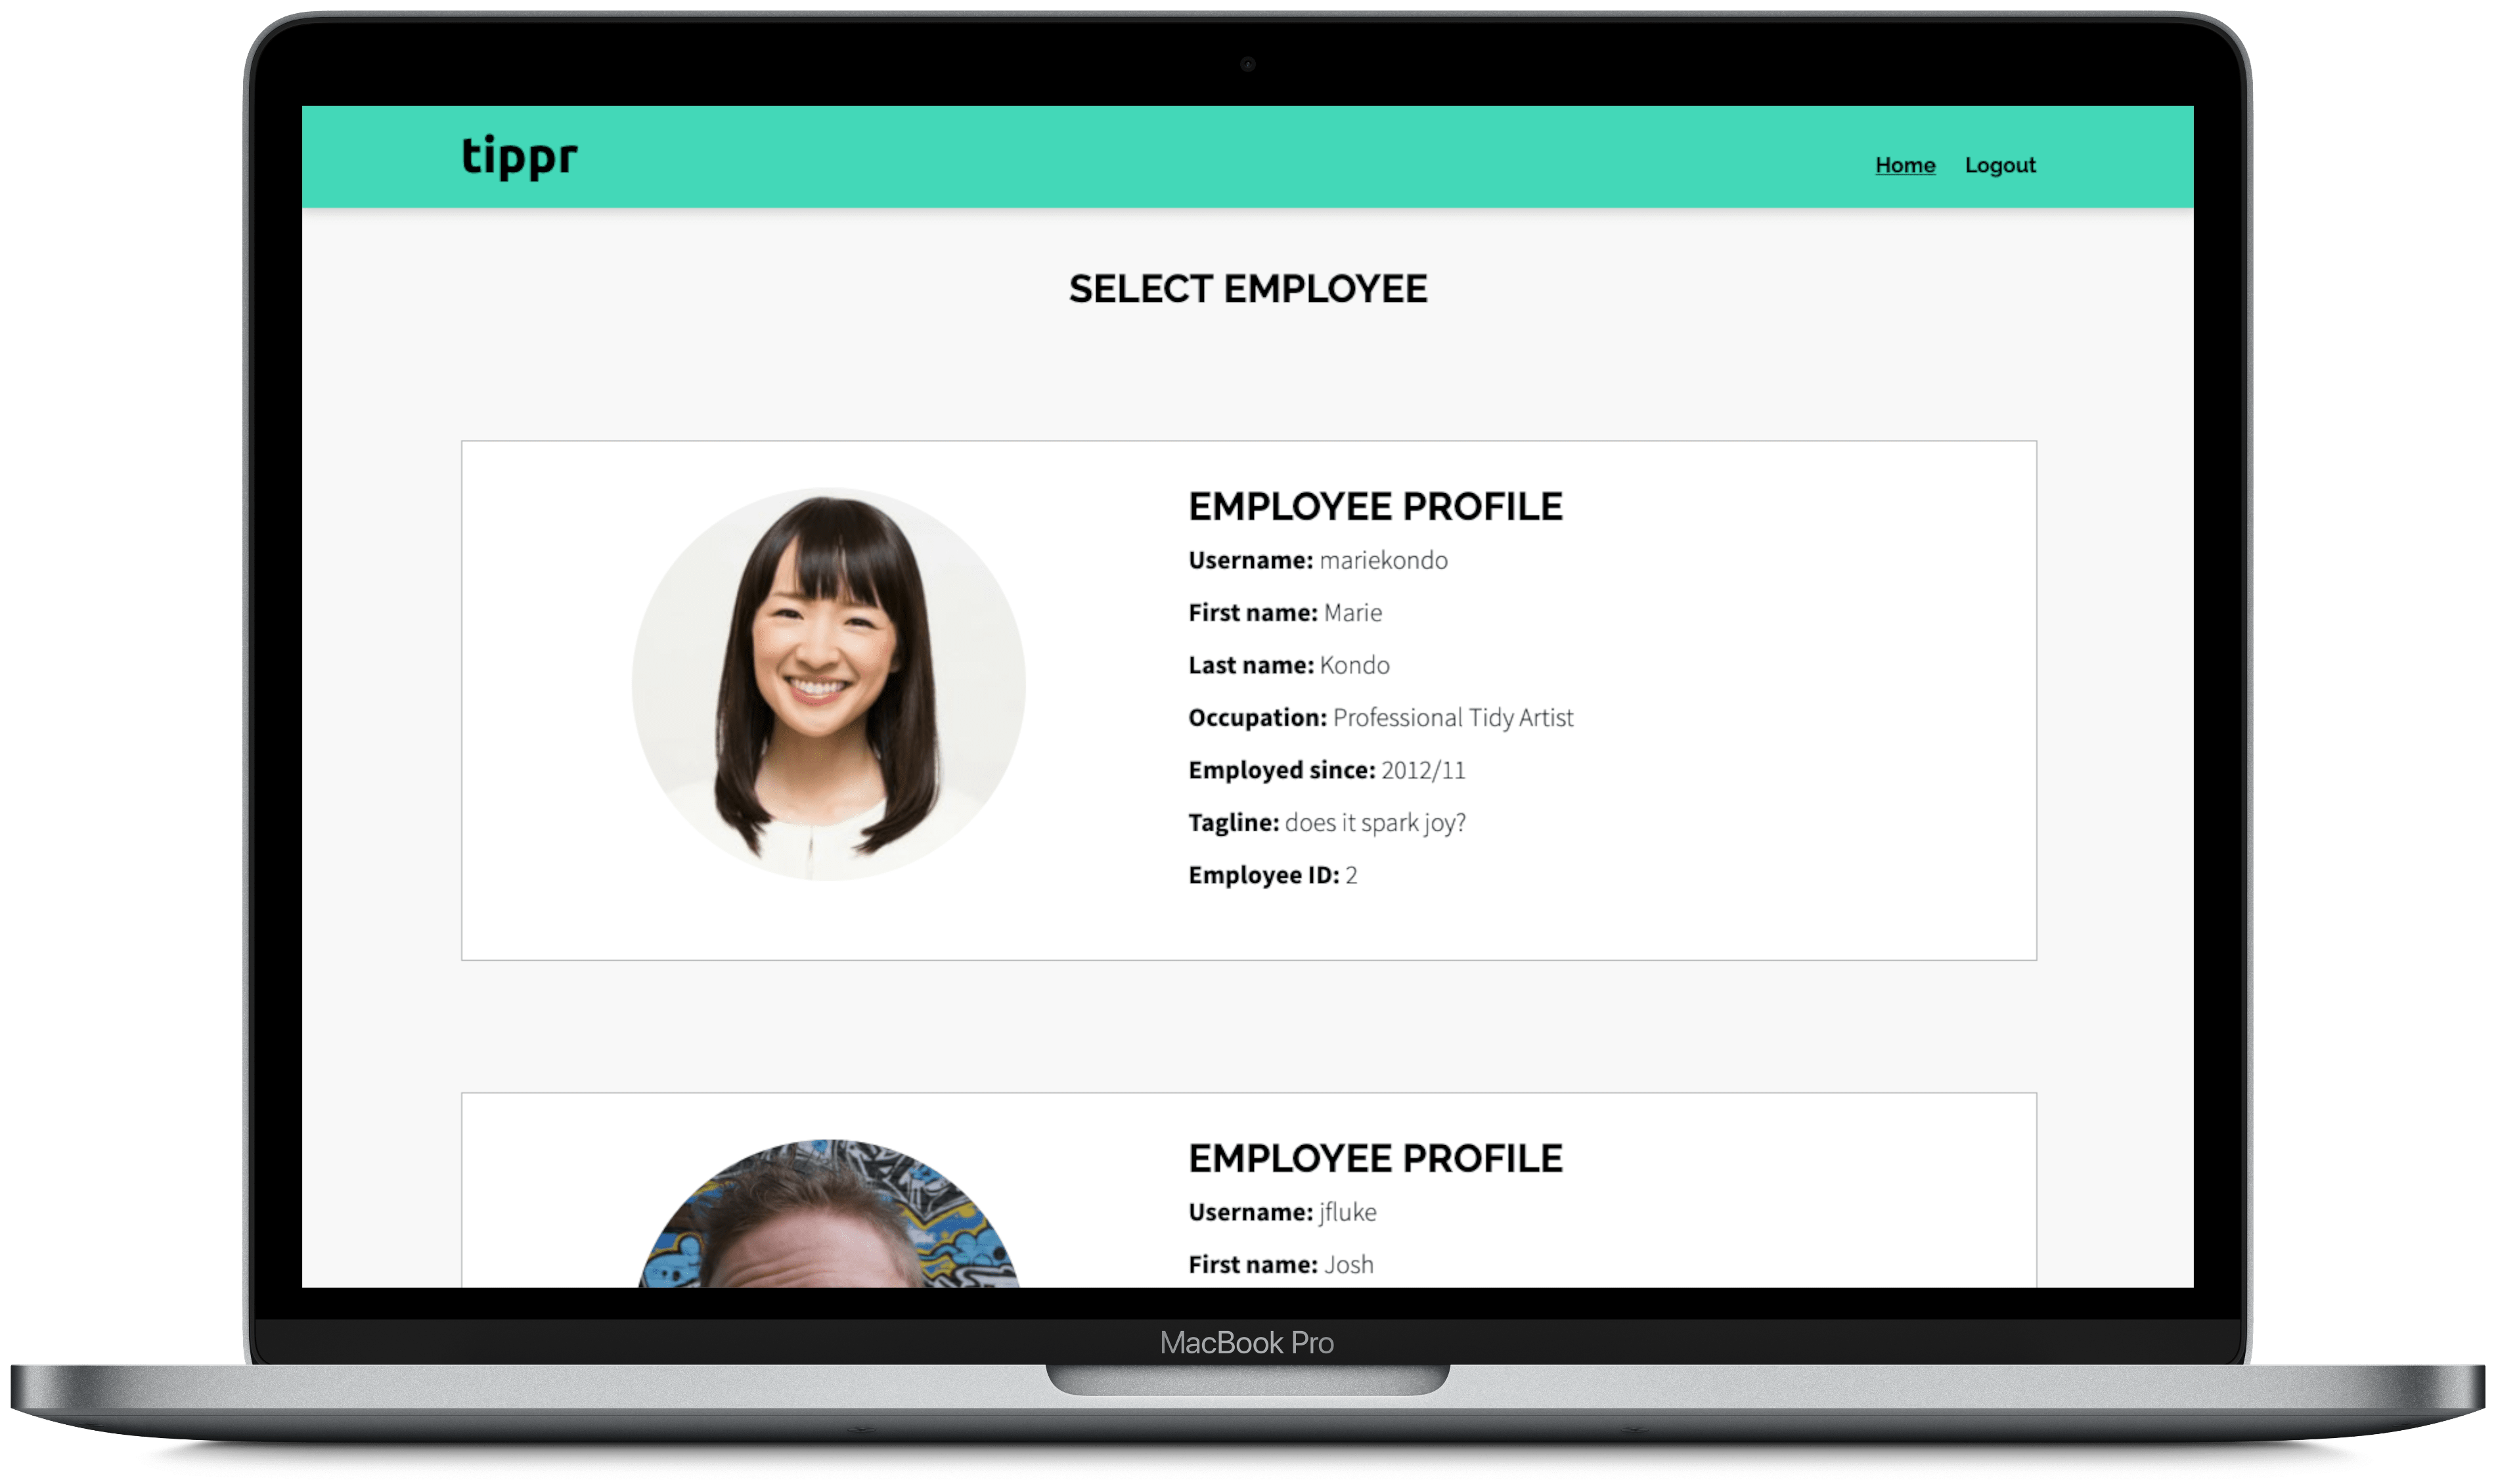 tippr
Home Logout
SELECT EMPLOYEE
EMPLOYEE PROFILE
Username: mariekondo
First name: Marie
Last name: Kondo
Occupation: Professional Tidy Artist
Employed since: 2012/11
Tagline: does it spark joy?
Employee ID: 2
EMPLOYEE PROFILE
Username: jfluke
First name: Josh
MacBook Pro